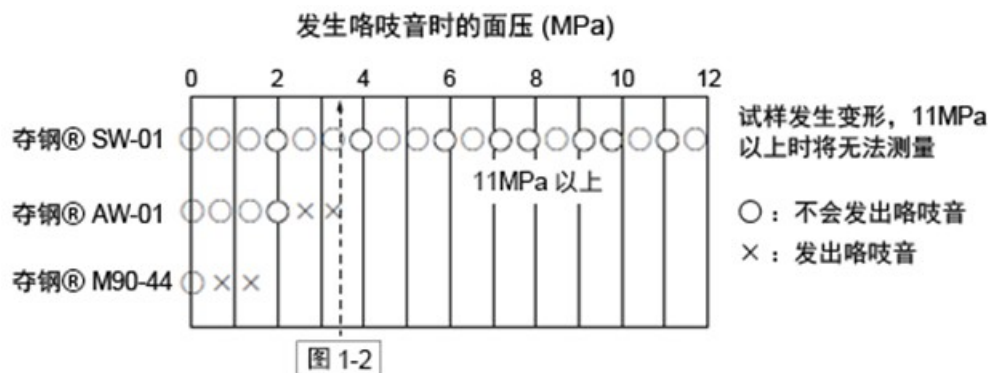 发生咯吱音时的面压 (MPa)
0 2 4 6 8 10 12
夺钢® SW-01
试样发生变形，11MPa
以上时将无法测量
11MPa 以上
夺钢® AW-01
○ : 不会发出咯吱音
× : 发出咯吱音
夺钢® M90-44
图 1-2